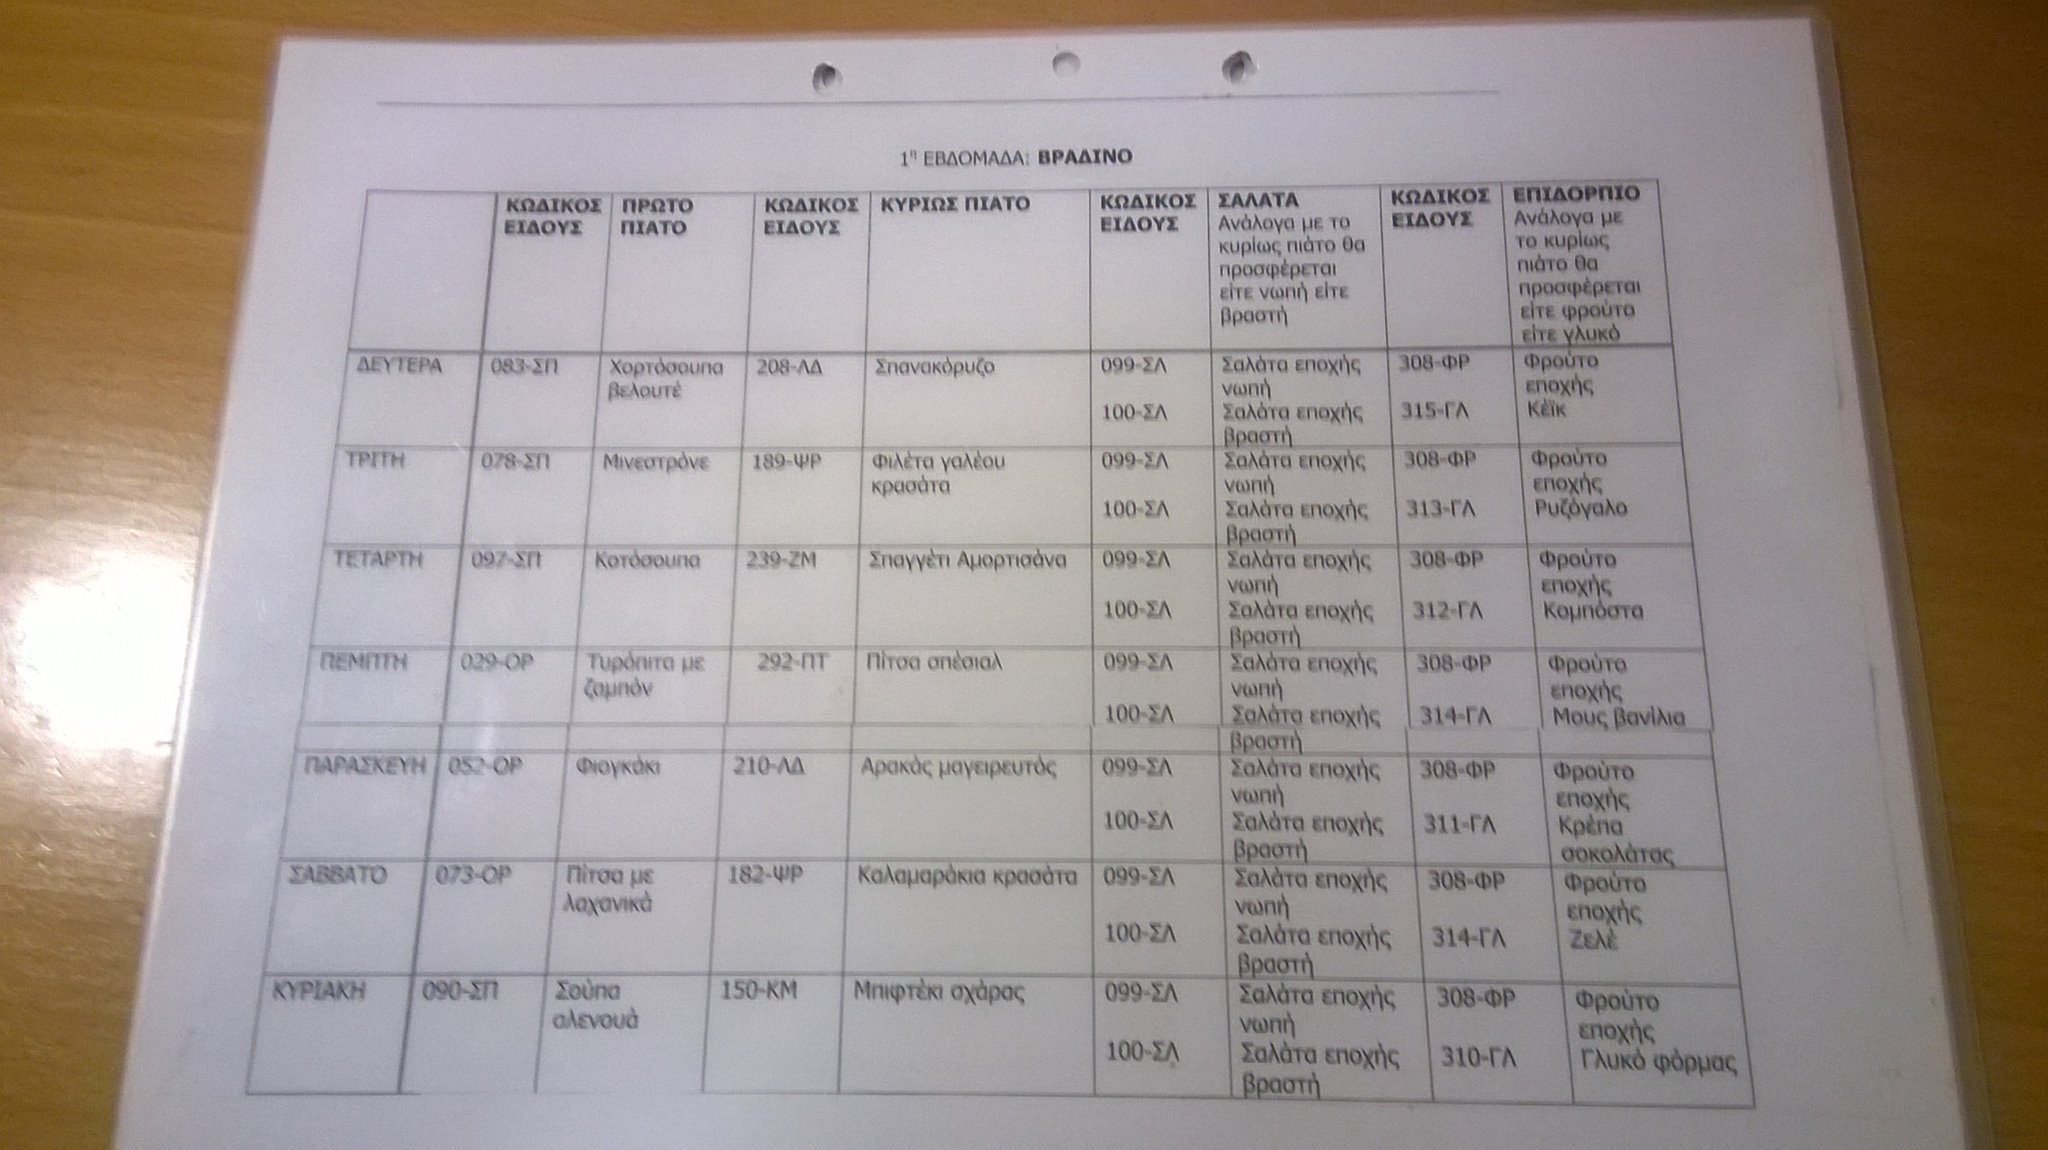 1η ΕΒΔΟΜΑΔΑ: ΒΡΑΔΙΝΟ
ΚΩΔΙΚΟΣ ΠΡΩΤΟ ΚΩΔΙΚΟΣ ΚΥΡΙΩΣ ΠΙΑΤΟ ΚΩΔΙΚΟΣ ΣΑΛΑΤΑ ΚΩΔΙΚΟΣ ΕΠΙΔΟΡΠΙΟ
ΕΙΔΟΥΣ ΠΙΑΤΟ ΕΙΔΟΥΣ ΕΙΔΟΥΣ Ανάλογα με το ΕΙΔΟΥΣ Ανάλογα με
κυρίως πιάτο θα το κυρίως
προσφέρεται πιάτο θα
είτε νωπή είτε προσφέρεται
βραστή είτε φρούτο
είτε γλυκό
ΔΕΥΤΕΡΑ 083-ΣΠ Χορτόσουπα 208-ΛΔ Σπανακόρυζο 099-ΣΛ Σαλάτα εποχής 308-ΦΡ Φρούτο
βελουτέ νωπή εποχής
100-ΣΛ Σαλάτα εποχής 315-ΓΛ Κέϊκ
βραστή
ΤΡΙΤΗ 078-ΣΠ Μινεστρόνε 189-ΨΡ Φιλέτα γαλέου 099-ΣΛ Σαλάτα εποχής 308-ΦΡ Φρούτο
κρασάτα νωπή εποχής
100-ΣΛ Σαλάτα εποχής 313-ΓΛ Ρυζόγαλο
βραστή
ΤΕΤΑΡΤΗ 097-ΣΠ Κοτόσουπα 239-ΖΜ Σπαγγέτι Αμορτισάνα 099-ΣΛ Σαλάτα εποχής 308-ΦΡ Φρούτο
νωπή εποχής
100-ΣΛ Σαλάτα εποχής 312-ΓΛ Κομπόστα
βραστή
ΠΕΜΠΤΗ 029-ΟΡ Τυρόπιτα με 292-ΠΤ Πίτσα σπέσιαλ 099-ΣΛ Σαλάτα εποχής 308-ΦΡ Φρούτο
ζαμπόν νωπή εποχής
100-ΣΛ Σαλάτα εποχής 314-ΓΛ Μους βανίλια
βραστή
ΠΑΡΑΣΚΕΥΗ 052-ΟΡ Φιογκάκι 210-ΛΔ Αρακάς μαγειρευτός 099-ΣΛ Σαλάτα εποχής 308-ΦΡ Φρούτο
νωπή εποχής
100-ΣΛ Σαλάτα εποχής 311-ΓΛ Κρέπα
βραστή σοκολάτας
ΣΑΒΒΑΤΟ 073-ΟΡ Πίτσα με 182-ΨΡ Καλαμαράκια κρασάτα 099-ΣΛ Σαλάτα εποχής 308-ΦΡ Φρούτο
λαχανικά νωπή εποχής
100-ΣΛ Σαλάτα εποχής 314-ΓΛ Ζελέ
βραστή
ΚΥΡΙΑΚΗ 090-ΣΠ Σούπα 150-ΚΜ Μπιφτέκι σχάρας 099-ΣΛ Σαλάτα εποχής 308-ΦΡ Φρούτο
αλενουά νωπή εποχής
100-ΣΛ Σαλάτα εποχής 310-ΓΛ Γλυκό φόρμας
βραστή